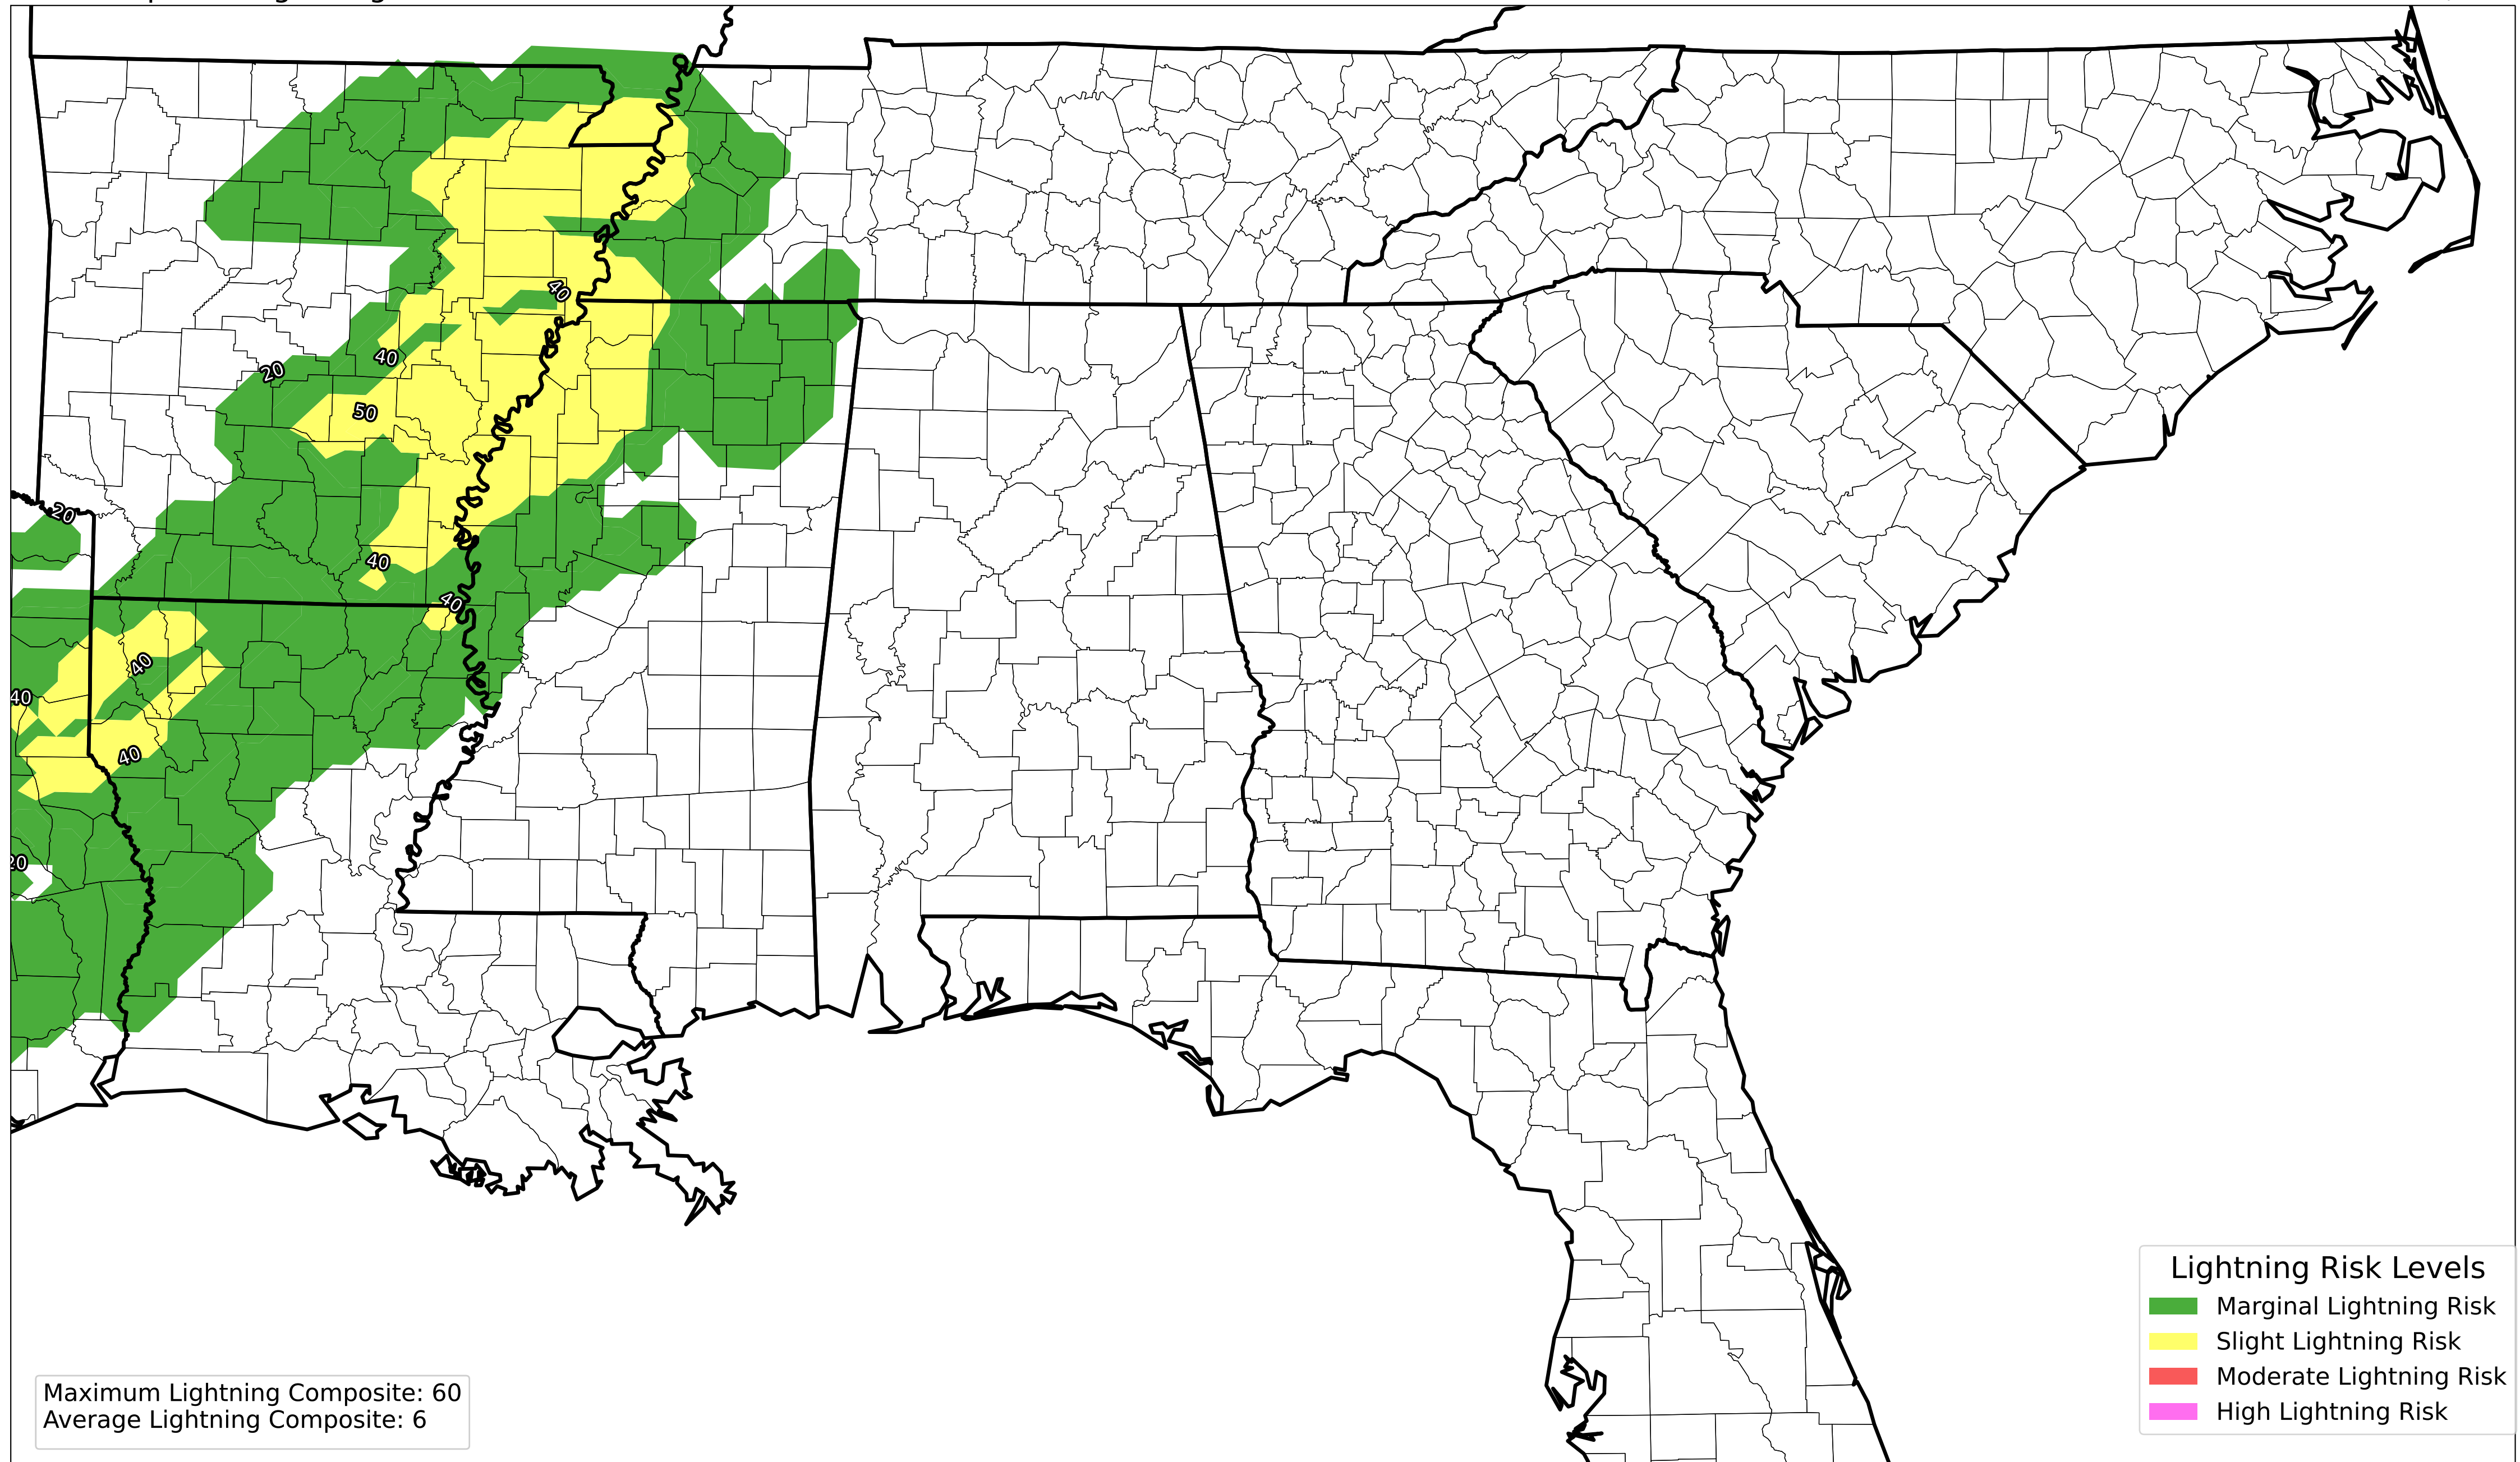 40
40
20
50
20
40
40
40
40
40
20
Lightning Risk Levels
Marginal Lightning Risk
Slight Lightning Risk
Moderate Lightning Risk
High Lightning Risk
Maximum Lightning Composite: 60
Average Lightning Composite: 6